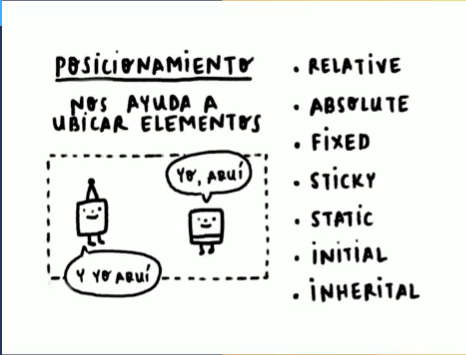 POSICIONAMIENTO
NOS AYUDA A
UBICAR ELEMENTOS
YO, AQUÍ
Y YO AQUÍ
• RELATIVE
• ABSOLUTE
• FIXED
• STICKY
• STATIC
• INITIAL
• INHERITAL